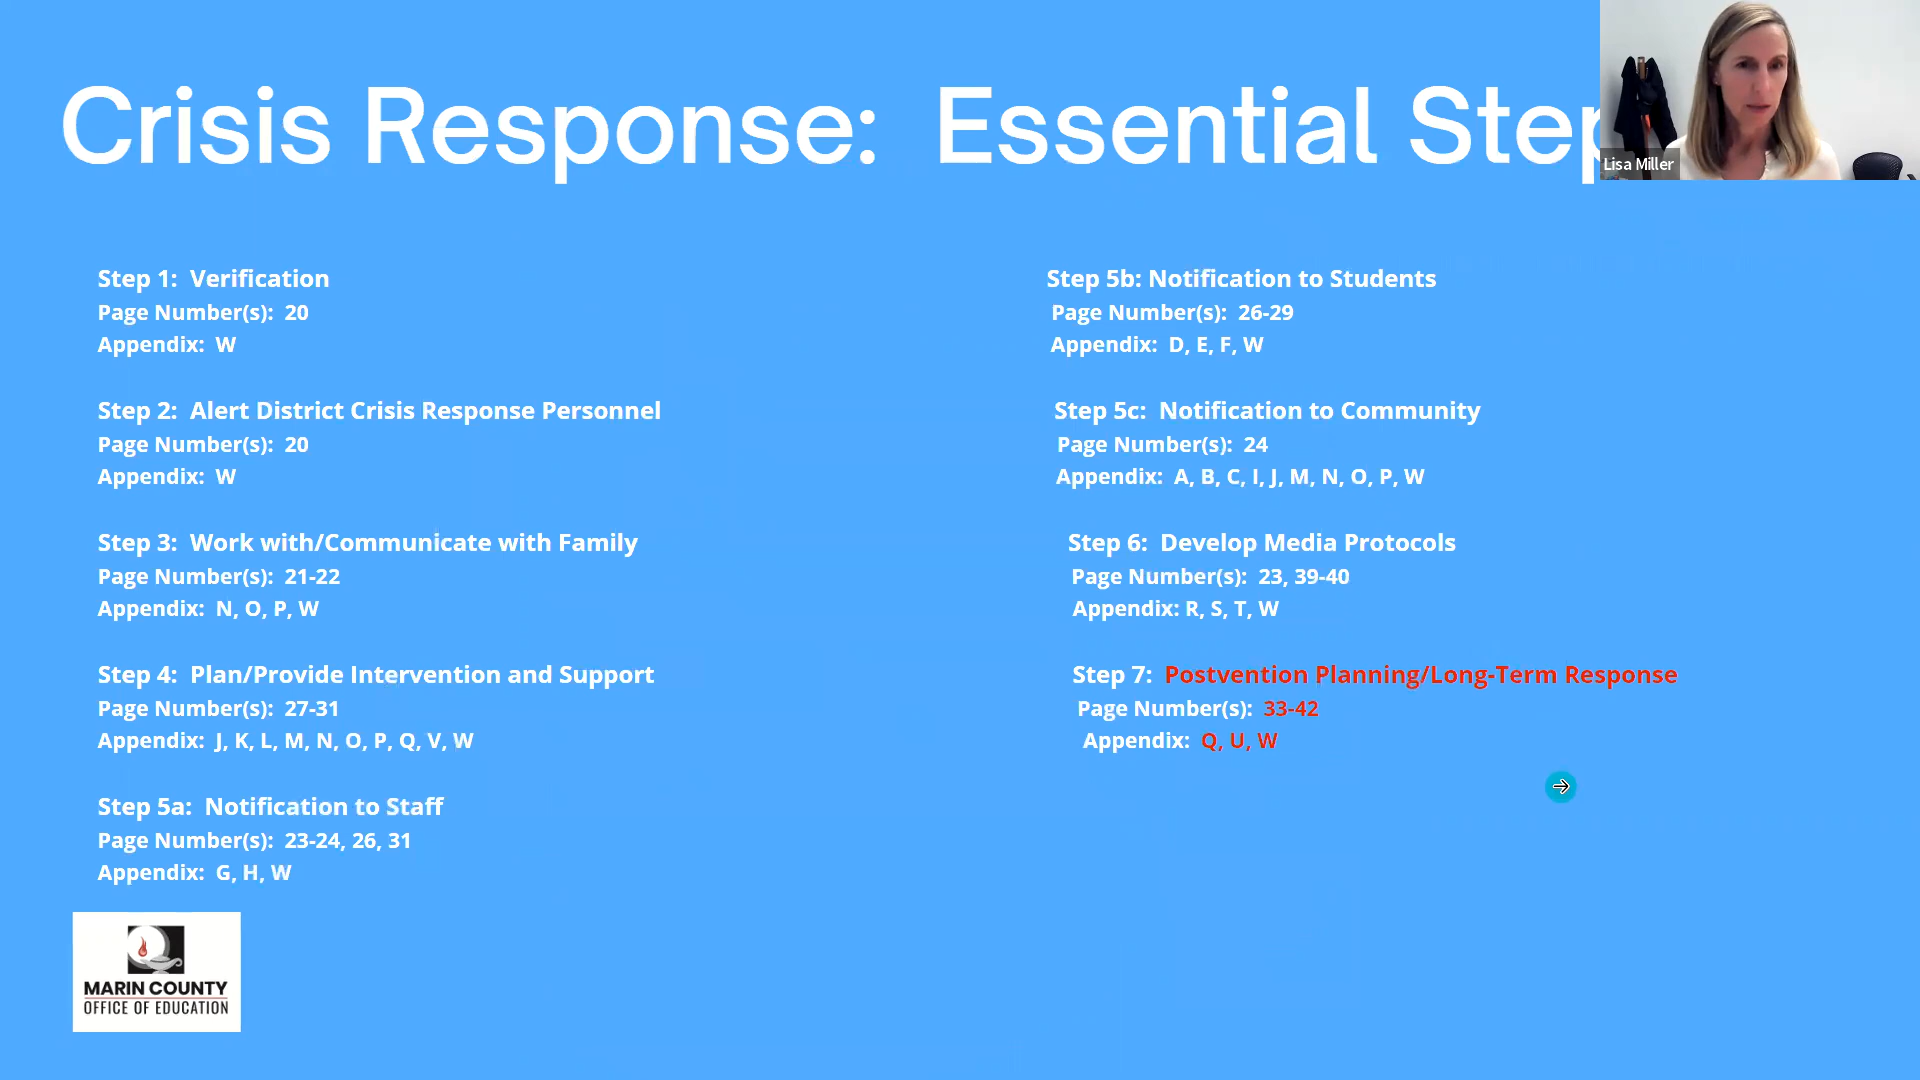 Crisis Response:  Essential Step
Lisa Miller
Step 1:  Verification
Page Number(s):  20
Appendix:  W
Step 2:  Alert District Crisis Response Personnel
Page Number(s):  20
Appendix:  W
Step 3:  Work with/Communicate with Family
Page Number(s):  21-22
Appendix:  N, O, P, W
Step 4:  Plan/Provide Intervention and Support
Page Number(s):  27-31
Appendix:  J, K, L, M, N, O, P, Q, V, W
Step 5a:  Notification to Staff
Page Number(s):  23-24, 26, 31
Appendix:  G, H, W
Step 5b: Notification to Students
Page Number(s):  26-29
Appendix:  D, E, F, W
Step 5c:  Notification to Community
Page Number(s):  24
Appendix:  A, B, C, I, J, M, N, O, P, W
Step 6:  Develop Media Protocols
Page Number(s):  23, 39-40
Appendix: R, S, T, W
Step 7:  Postvention Planning/Long-Term Response
Page Number(s):  33-42
Appendix:  Q, U, W
MARIN COUNTY
OFFICE OF EDUCATION